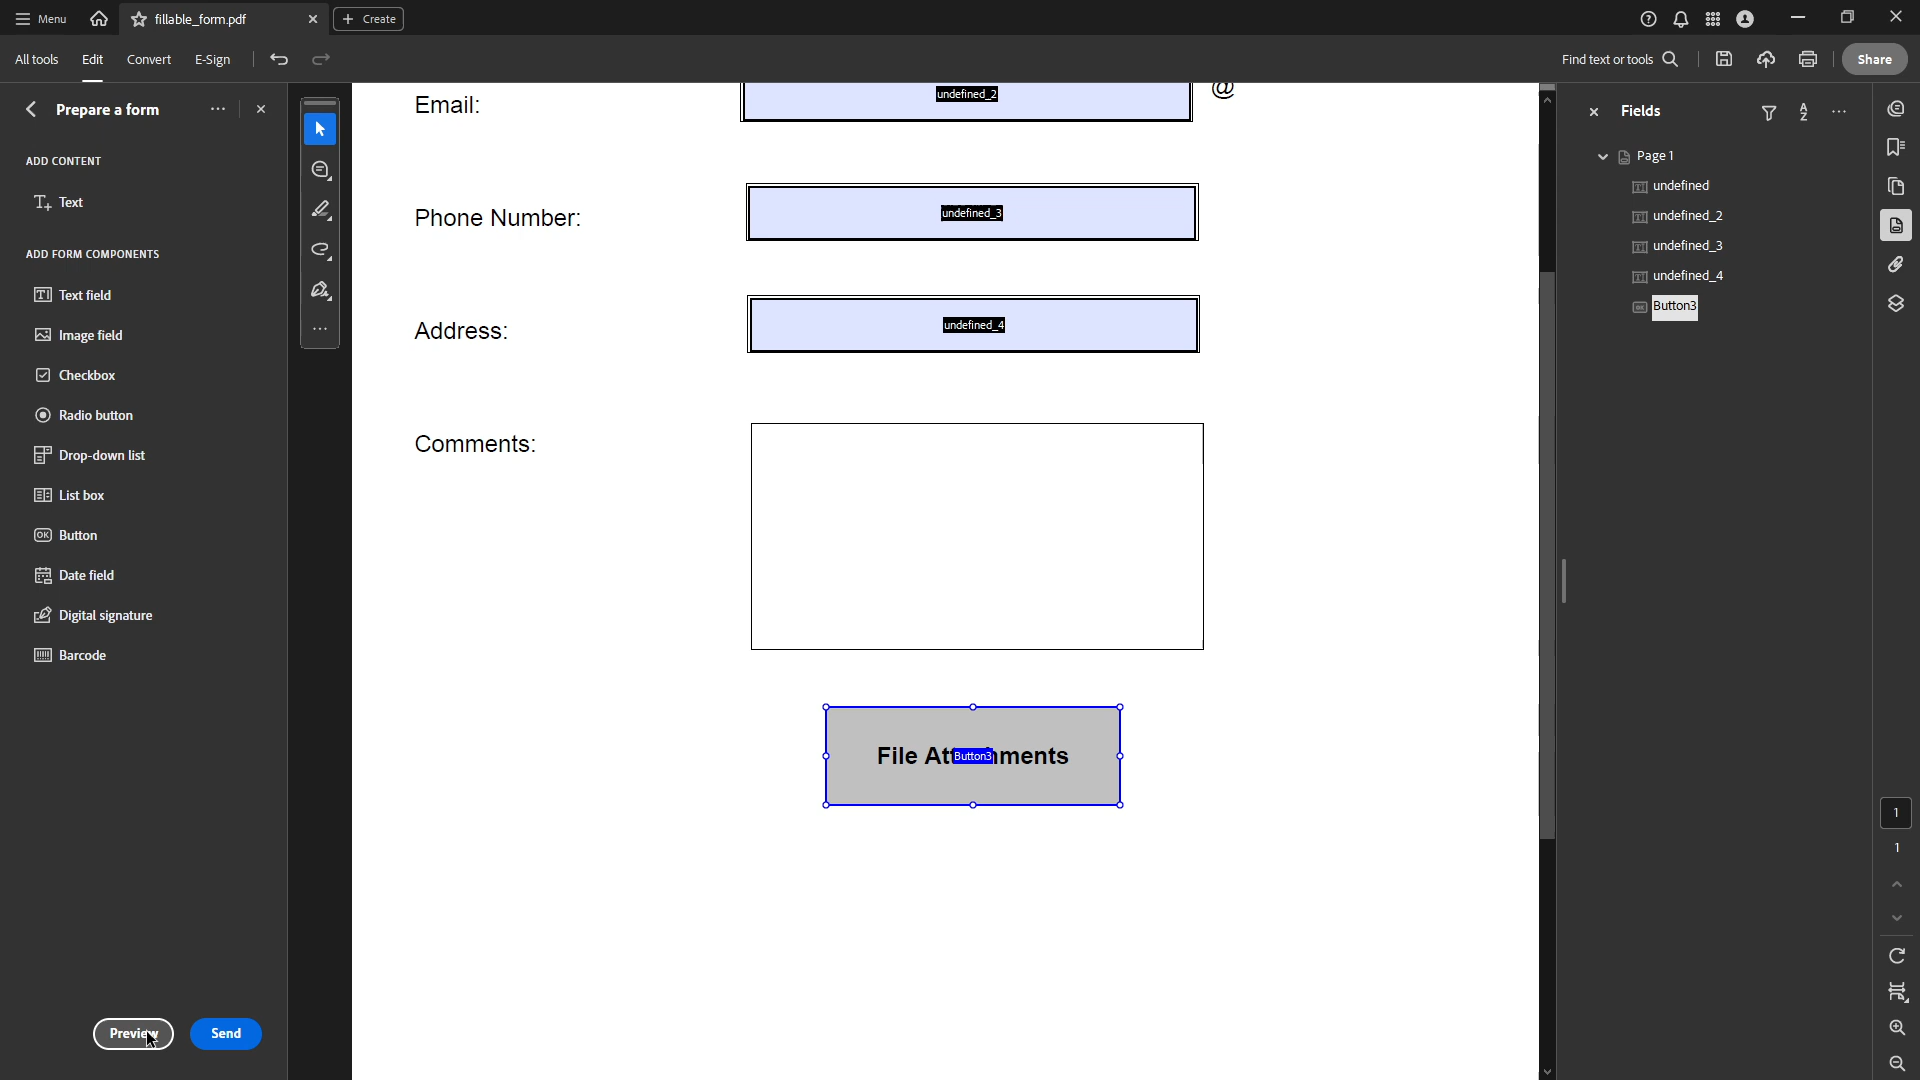 Menu
fillable_form.pdf
Create
All tools
Edit
Convert
E-Sign
Find text or tools
Share
Prepare a form
ADD CONTENT
Text
ADD FORM COMPONENTS
Text field
Image field
Checkbox
Radio button
Drop-down list
List box
OK Button
Date field
Digital signature
Barcode
Preview
Send
Email:
undefined_2
@
Phone Number:
undefined_3
Address:
undefined_4
Comments:
File Attachments
Button3
Fields
A
Z
Page 1
undefined
undefined_2
undefined_3
undefined_4
Button3
1
1